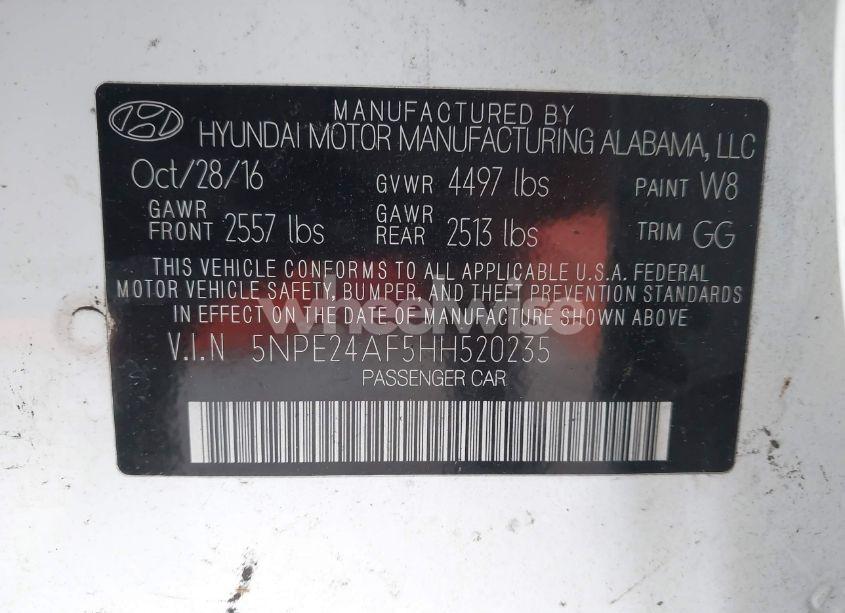 MANUFACTURED BY
HYUNDAI MOTOR MANUFACTURING ALABAMA, LLC
Oct/28/16 GVWR 4497 lbs PAINT W8
GAWR FRONT 2557 lbs GAWR REAR 2513 lbs TRIM GG
THIS VEHICLE CONFORMS TO ALL APPLICABLE U.S.A. FEDERAL
MOTOR VEHICLE SAFETY, BUMPER, AND THEFT PREVENTION STANDARDS
IN EFFECT ON THE DATE OF MANUFACTURE SHOWN ABOVE
wheelwise
V.I.N 5NPE24AF5HH520235
PASSENGER CAR